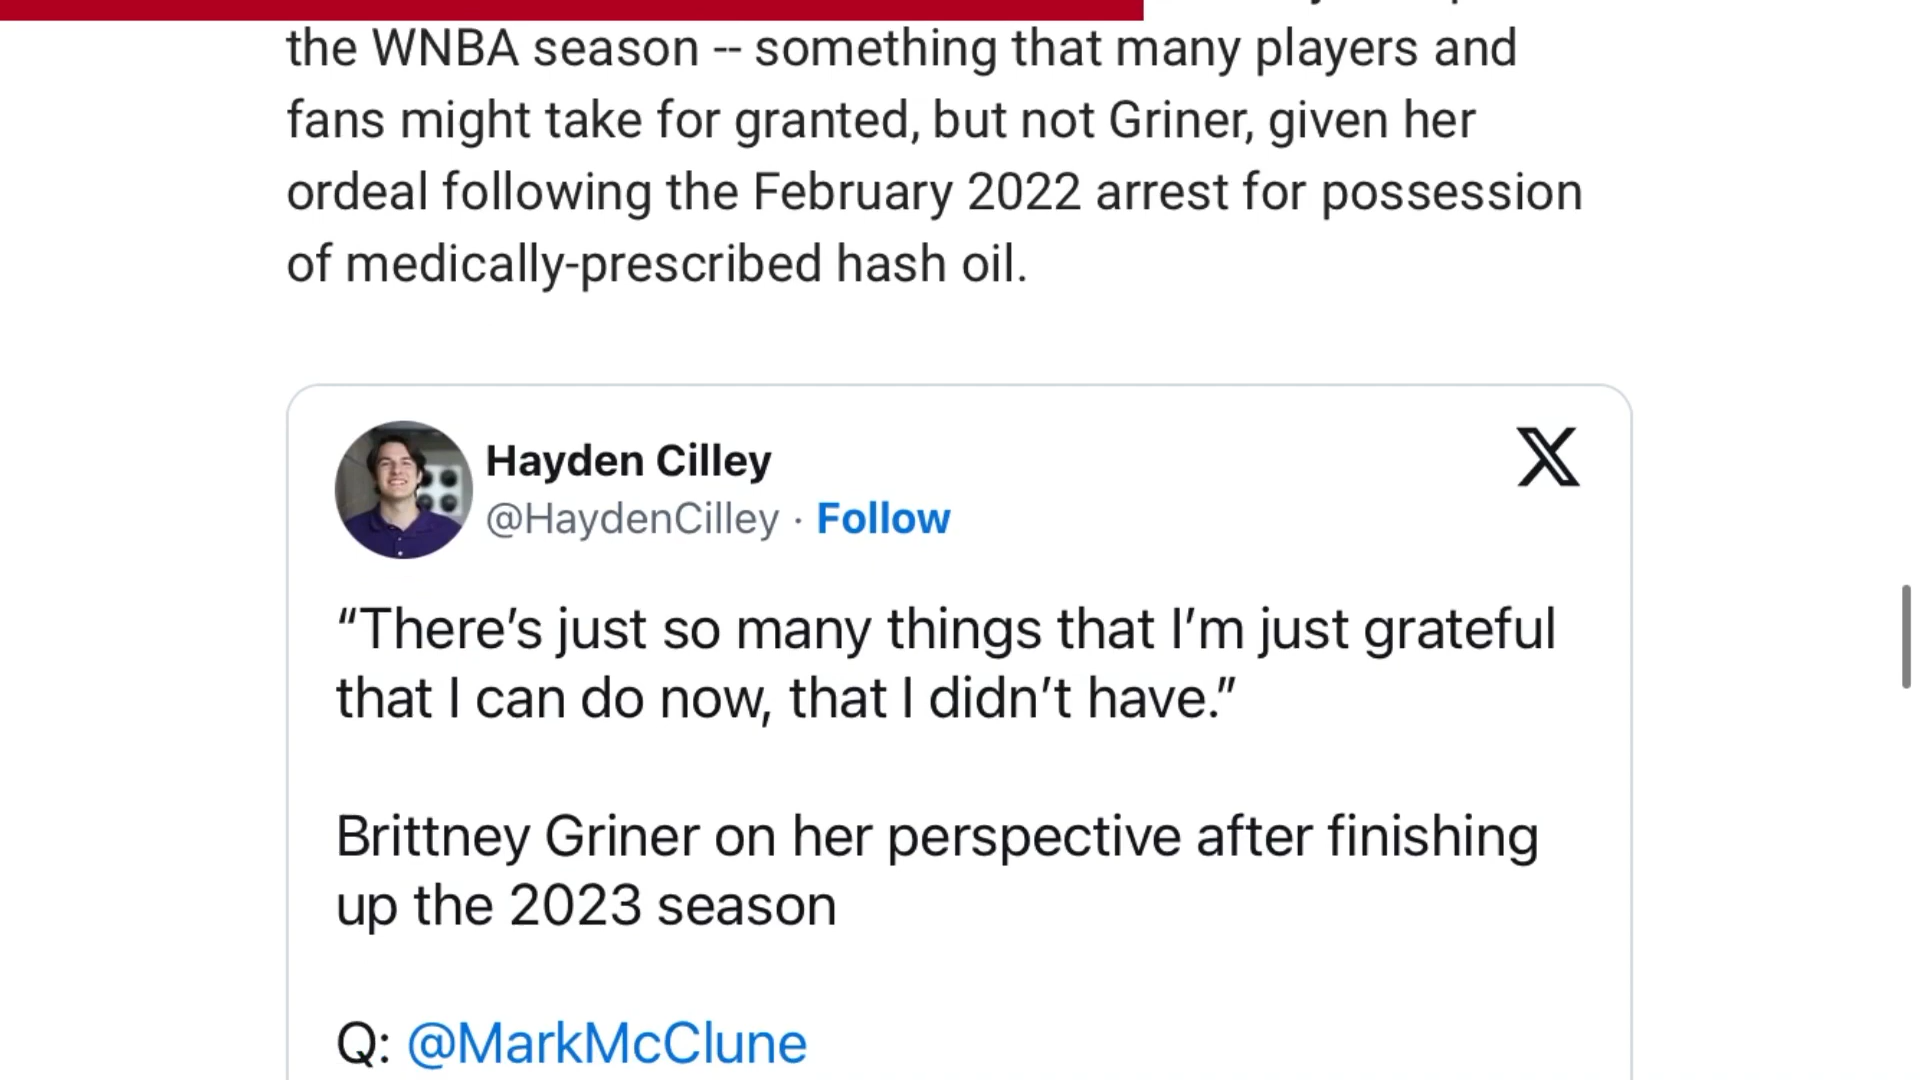 the WNBA season -- something that many players and
fans might take for granted, but not Griner, given her
ordeal following the February 2022 arrest for possession
of medically-prescribed hash oil.
Hayden Cilley
@HaydenCilley · Follow
“There’s just so many things that I’m just grateful
that I can do now, that I didn’t have.”
Brittney Griner on her perspective after finishing
up the 2023 season
Q: @MarkMcClune